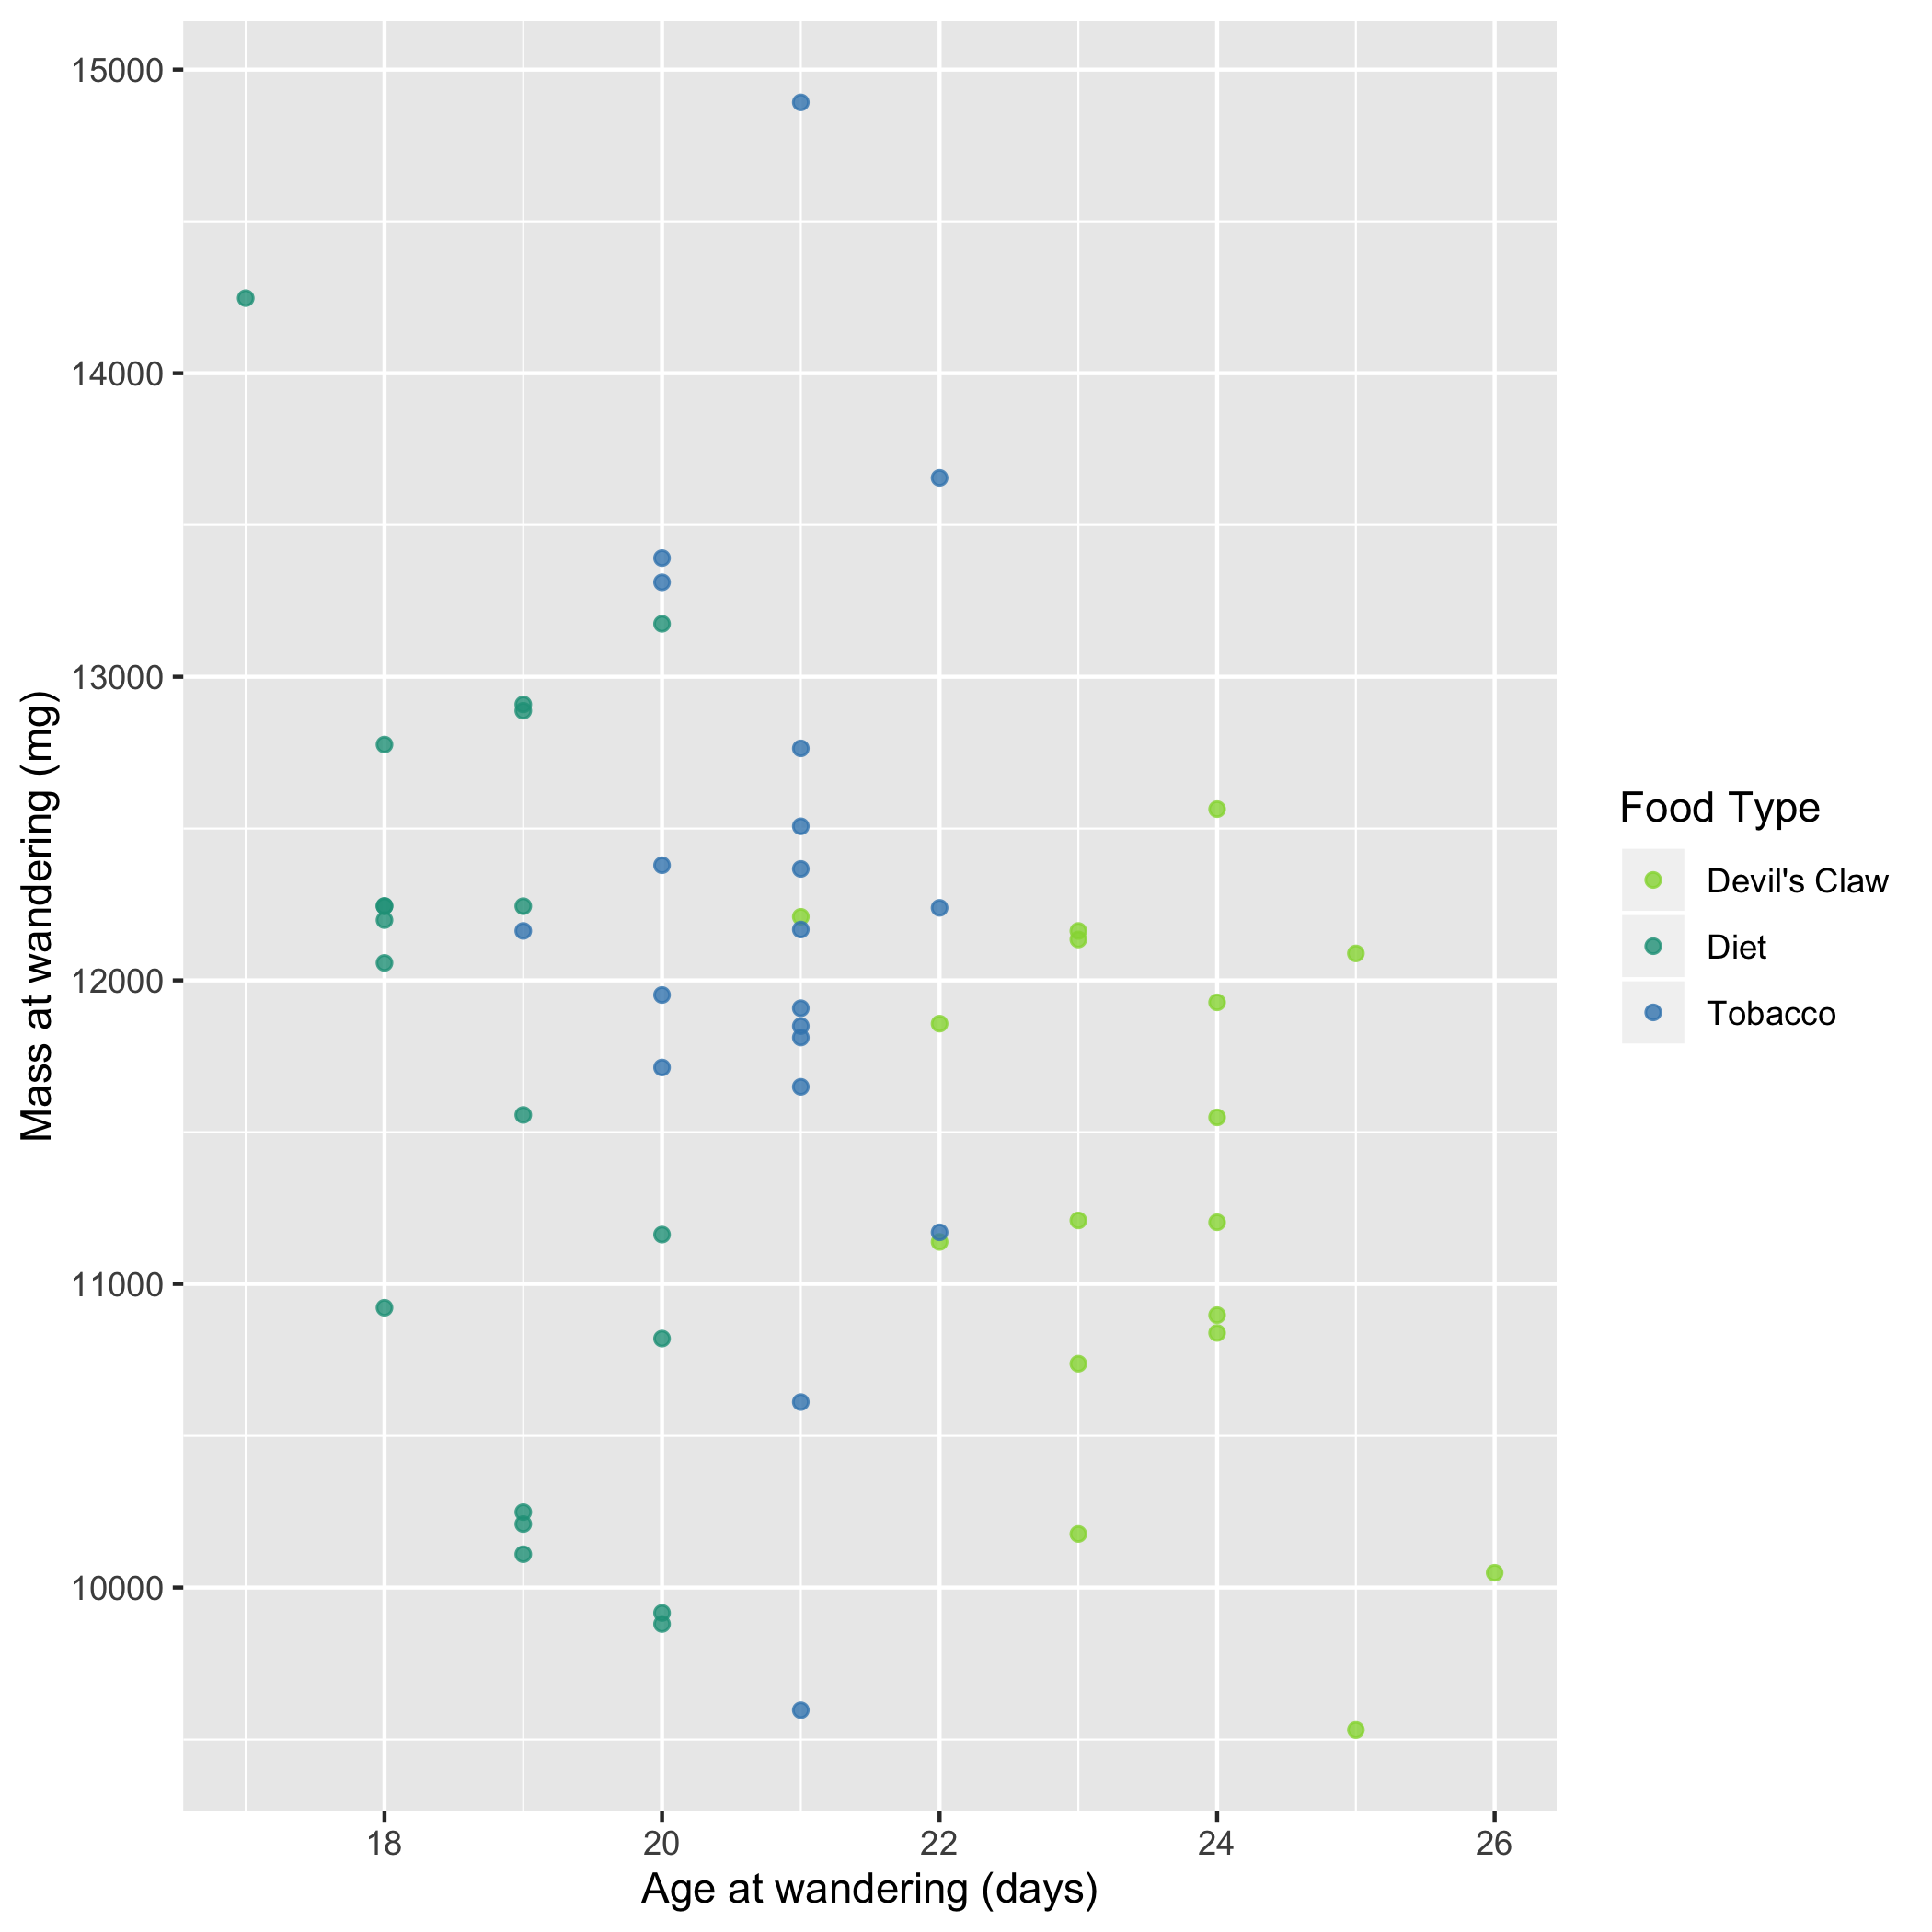 15000
14000
13000
12000
11000
10000
Mass at wandering (mg)
18 20 22 24 26
Age at wandering (days)
Food Type
Devil's Claw
Diet
Tobacco